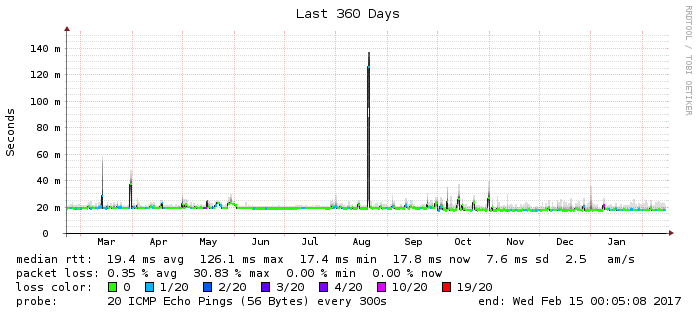 Last 360 Days
RRDTOOL / TOBI OETIKER
Seconds
140 m
120 m
100 m
80 m
60 m
40 m
20 m
0
Mar Apr May Jun Jul Aug Sep Oct Nov Dec Jan
median rtt: 19.4 ms avg 126.1 ms max 17.4 ms min 17.8 ms now 7.6 ms sd 2.5 am/s
packet loss: 0.35 % avg 30.83 % max 0.00 % min 0.00 % now
loss color: 0 1/20 2/20 3/20 4/20 10/20 19/20
probe: 20 ICMP Echo Pings (56 Bytes) every 300s end: Wed Feb 15 00:05:08 2017